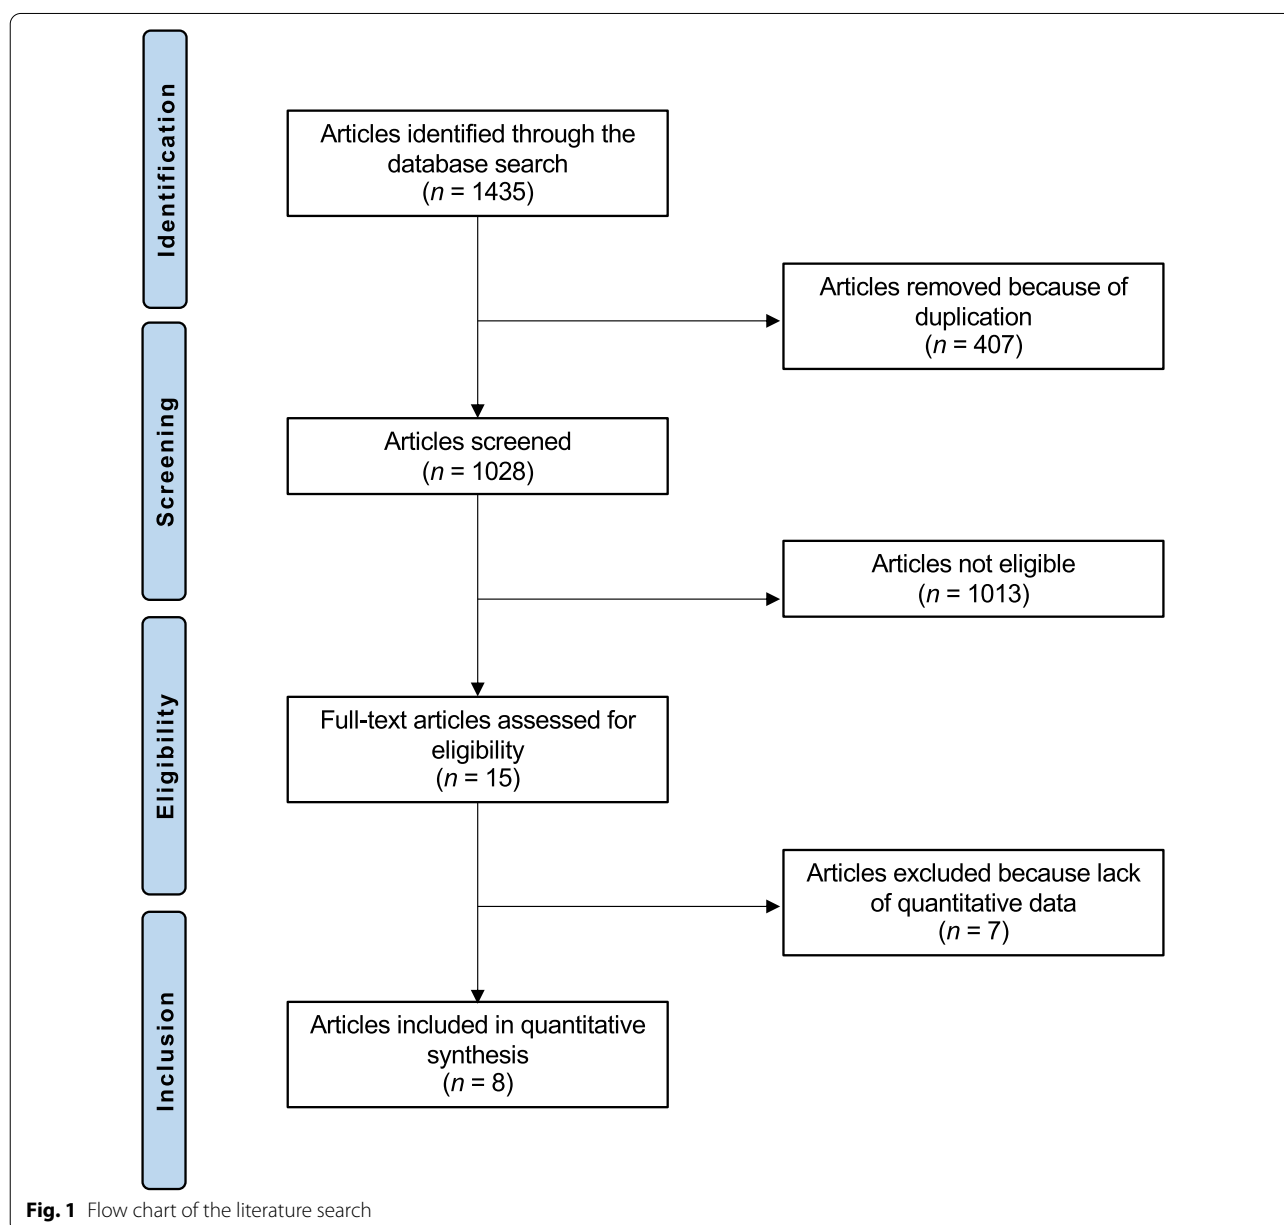 Identification
Articles identified through the
database search
(n = 1435)
Articles removed because of
duplication
(n = 407)
Screening
Articles screened
(n = 1028)
Articles not eligible
(n = 1013)
Eligibility
Full-text articles assessed for
eligibility
(n = 15)
Articles excluded because lack
of quantitative data
(n = 7)
Inclusion
Articles included in quantitative
synthesis
(n = 8)
Fig. 1 Flow chart of the literature search